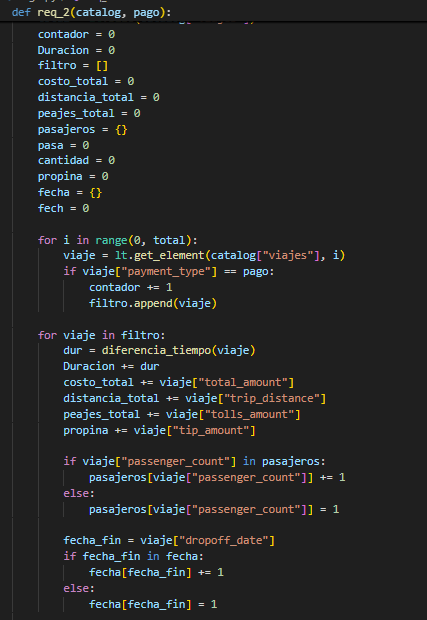 def req_2(catalog, pago):
    contador = 0
    Duracion = 0
    filtro = []
    costo_total = 0
    distancia_total = 0
    peajes_total = 0
    pasajeros = {}
    pasa = 0
    cantidad = 0
    propina = 0
    fecha = {}
    fech = 0

    for i in range(0, total):
        viaje = lt.get_element(catalog["viajes"], i)
        if viaje["payment_type"] == pago:
            contador += 1
            filtro.append(viaje)

    for viaje in filtro:
        dur = diferencia_tiempo(viaje)
        Duracion += dur
        costo_total += viaje["total_amount"]
        distancia_total += viaje["trip_distance"]
        peajes_total += viaje["tolls_amount"]
        propina += viaje["tip_amount"]

        if viaje["passenger_count"] in pasajeros:
            pasajeros[viaje["passenger_count"]] += 1
        else:
            pasajeros[viaje["passenger_count"]] = 1

        fecha_fin = viaje["dropoff_date"]
        if fecha_fin in fecha:
            fecha[fecha_fin] += 1
        else:
            fecha[fecha_fin] = 1